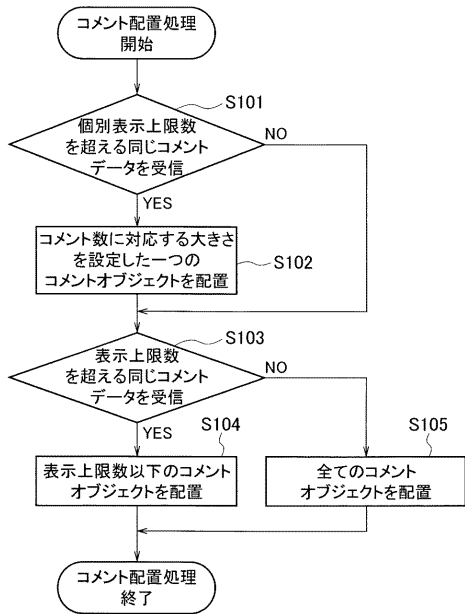 コメント配置処理
開始
S101
個別表示上限数
を超える同じコメント
データを受信
NO
YES
コメント数に対応する大きさ
を設定した一つの
コメントオブジェクトを配置
S102
S103
表示上限数
を超える同じコメント
データを受信
NO
YES
S104
表示上限数以下のコメント
オブジェクトを配置
S105
全てのコメント
オブジェクトを配置
コメント配置処理
終了